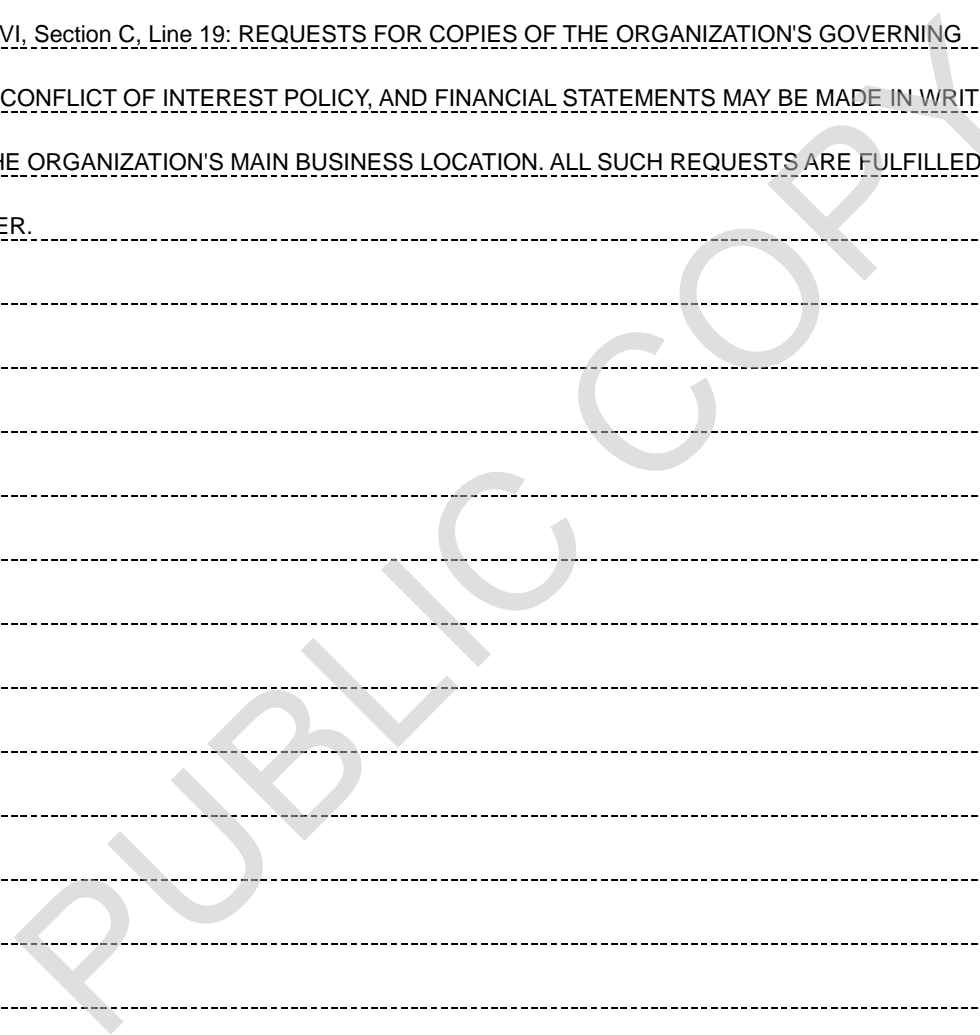 VI, Section C, Line 19: REQUESTS FOR COPIES OF THE ORGANIZATION'S GOVERNING
CONFLICT OF INTEREST POLICY, AND FINANCIAL STATEMENTS MAY BE MADE IN WRIT
HE ORGANIZATION'S MAIN BUSINESS LOCATION. ALL SUCH REQUESTS ARE FULFILLED
ER.
PUBLIC COPY